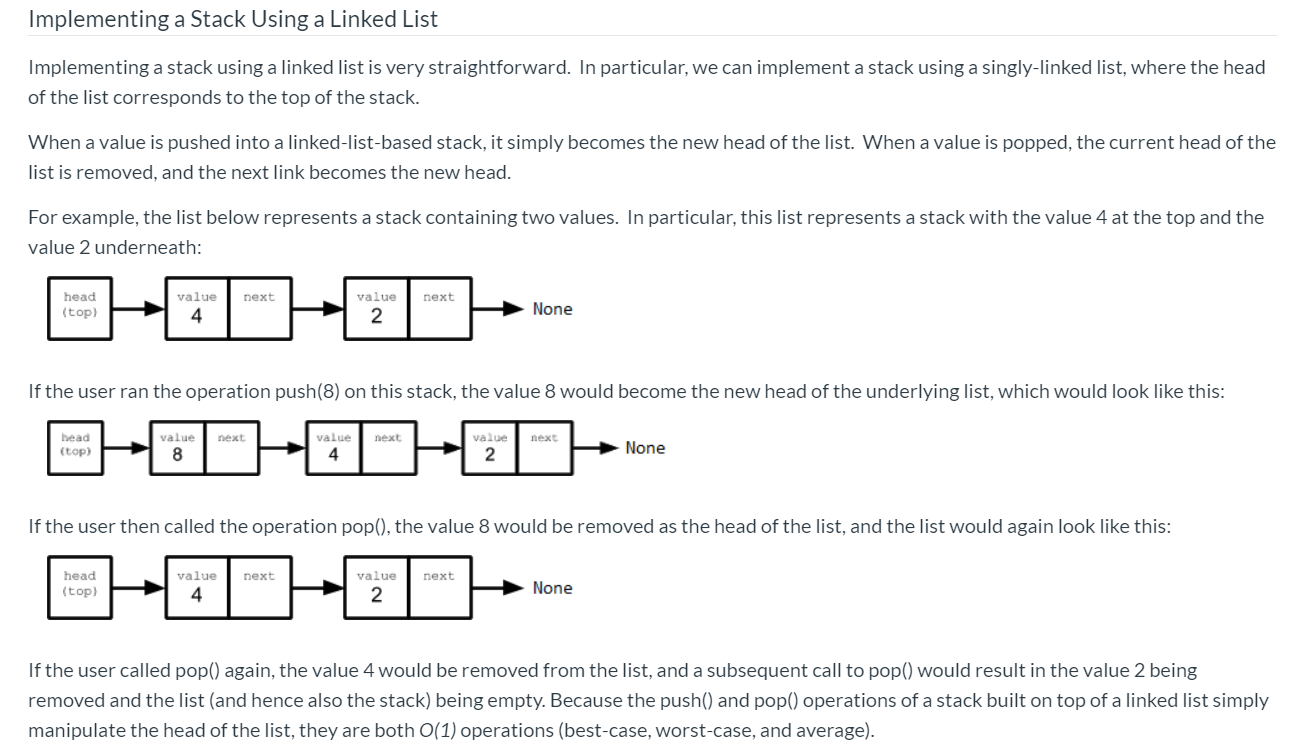 Implementing a Stack Using a Linked List
Implementing a stack using a linked list is very straightforward.  In particular, we can implement a stack using a singly-linked list, where the head
of the list corresponds to the top of the stack.
When a value is pushed into a linked-list-based stack, it simply becomes the new head of the list.  When a value is popped, the current head of the
list is removed, and the next link becomes the new head.
For example, the list below represents a stack containing two values.  In particular, this list represents a stack with the value 4 at the top and the
value 2 underneath:
head value next value next
(top) 4 2 None
If the user ran the operation push(8) on this stack, the value 8 would become the new head of the underlying list, which would look like this:
head value next value next value next
(top) 8 4 2 None
If the user then called the operation pop(), the value 8 would be removed as the head of the list, and the list would again look like this:
head value next value next
(top) 4 2 None
If the user called pop() again, the value 4 would be removed from the list, and a subsequent call to pop() would result in the value 2 being
removed and the list (and hence also the stack) being empty. Because the push() and pop() operations of a stack built on top of a linked list simply
manipulate the head of the list, they are both O(1) operations (best-case, worst-case, and average).